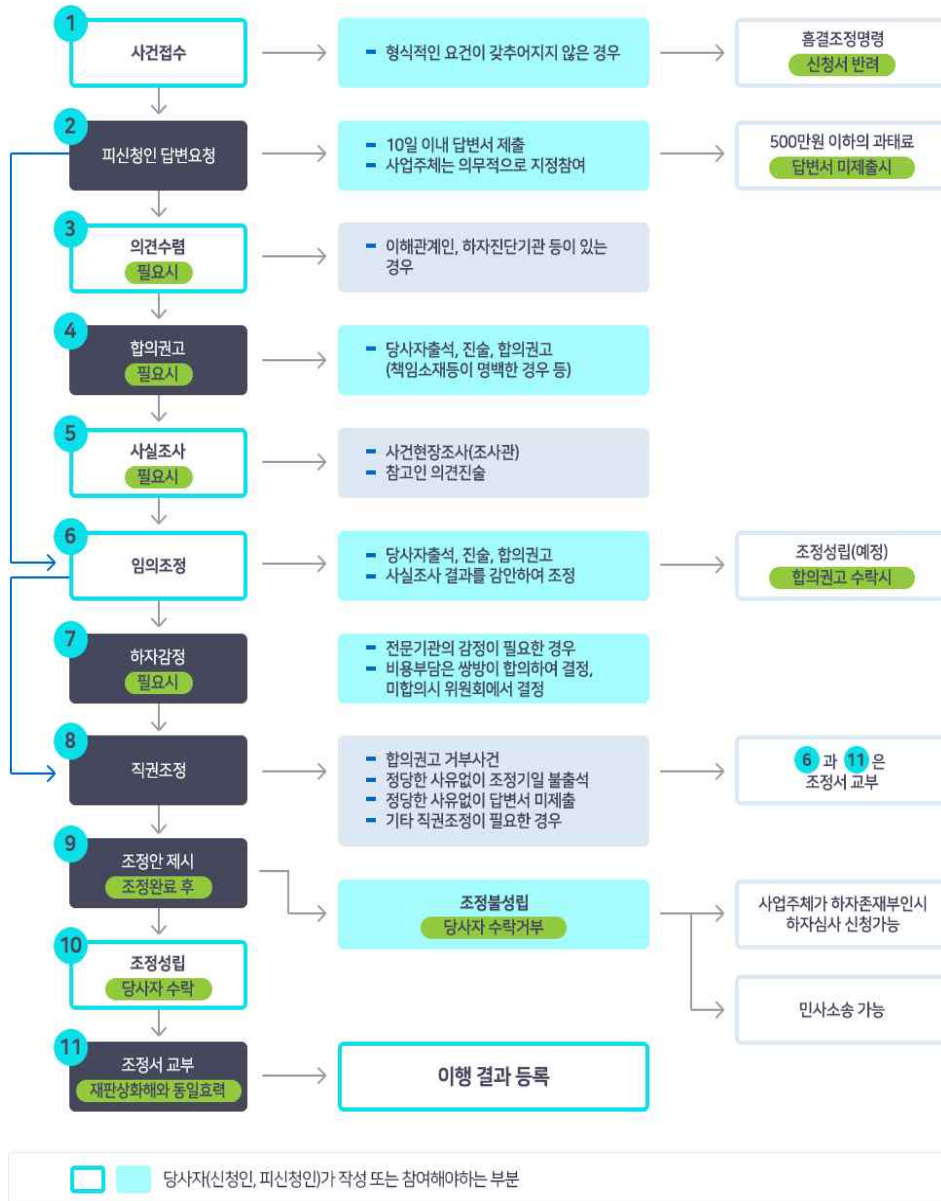 1
사건접수
- 형식적인 요건이 갖추어지지 않은 경우
흠결조정명령
신청서 반려
2
피신청인 답변요청
- 10일 이내 답변서 제출
- 사업주체는 의무적으로 지정참여
500만원 이하의 과태료
답변서 미제출시
3
의견수렴
필요시
- 이해관계인, 하자진단기관 등이 있는
경우
4
합의권고
필요시
- 당사자출석, 진술, 합의권고
(책임소재등이 명백한 경우 등)
5
사실조사
필요시
- 사건현장조사(조사관)
- 참고인 의견진술
6
임의조정
- 당사자출석, 진술, 합의권고
- 사실조사 결과를 감안하여 조정
조정성립(예정)
합의권고 수락시
7
하자감정
필요시
- 전문기관의 감정이 필요한 경우
- 비용부담은 쌍방이 합의하여 결정,
미합의시 위원회에서 결정
8
직권조정
- 합의권고 거부사건
- 정당한 사유없이 조정기일 불출석
- 정당한 사유없이 답변서 미제출
- 기타 직권조정이 필요한 경우
6 과 11 은
조정서 교부
9
조정안 제시
조정완료 후
조정불성립
당사자 수락거부
사업주체가 하자존재부인시
하자심사 신청가능
10
조정성립
당사자 수락
민사소송 가능
11
조정서 교부
재판상화해와 동일효력
이행 결과 등록
당사자(신청인, 피신청인)가 작성 또는 참여해야하는 부분